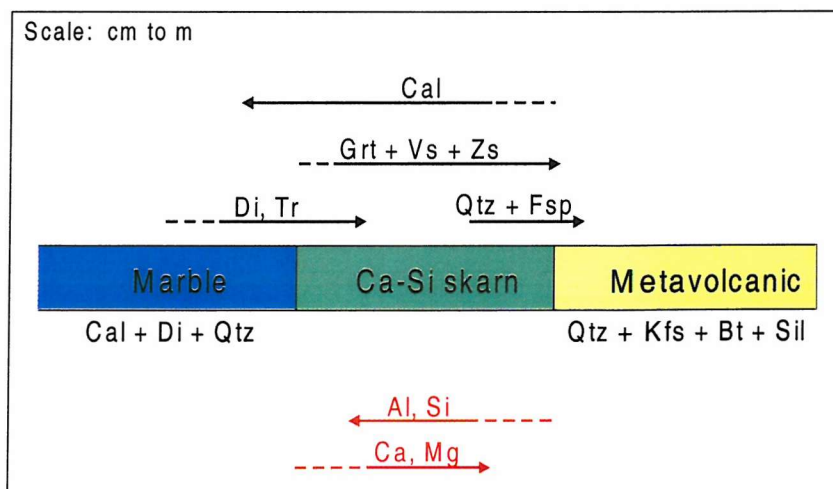 Scale: cm to m
Cal
Grt + Vs + Zs
Di, Tr
Qtz + Fsp
Marble
Ca-Si skarn
Metavolcanic
Cal + Di + Qtz
Qtz + Kfs + Bt + Sil
Al, Si
Ca, Mg